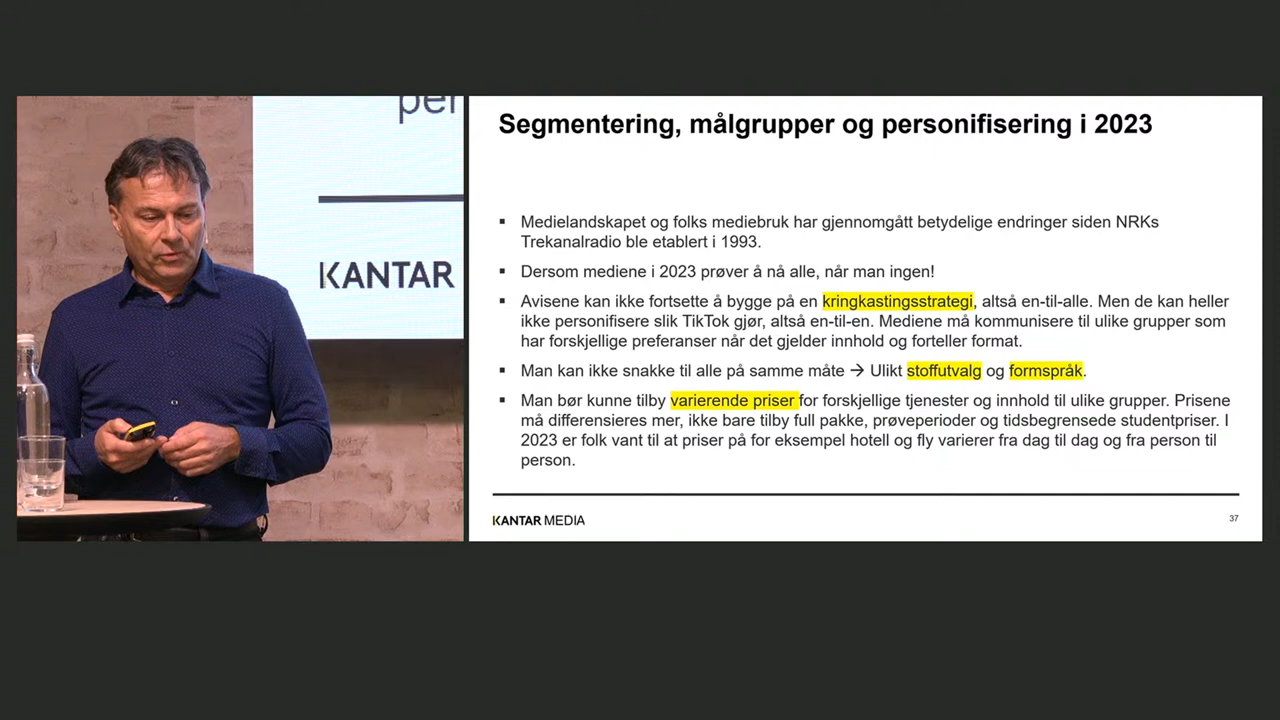 per
KANTAR
Segmentering, målgrupper og personifisering i 2023
▪ Medielandskapet og folks mediebruk har gjennomgått betydelige endringer siden NRKs
Trekanalradio ble etablert i 1993.
▪ Dersom mediene i 2023 prøver å nå alle, når man ingen!
▪ Avisene kan ikke fortsette å bygge på en kringkastingsstrategi, altså en-til-alle. Men de kan heller
ikke personifisere slik TikTok gjør, altså en-til-en. Mediene må kommunisere til ulike grupper som
har forskjellige preferanser når det gjelder innhold og forteller format.
▪ Man kan ikke snakke til alle på samme måte → Ulikt stoffutvalg og formspråk.
▪ Man bør kunne tilby varierende priser for forskjellige tjenester og innhold til ulike grupper. Prisene
må differensieres mer, ikke bare tilby full pakke, prøveperioder og tidsbegrensede studentpriser. I
2023 er folk vant til at priser på for eksempel hotell og fly varierer fra dag til dag og fra person til
person.
KANTAR MEDIA
37